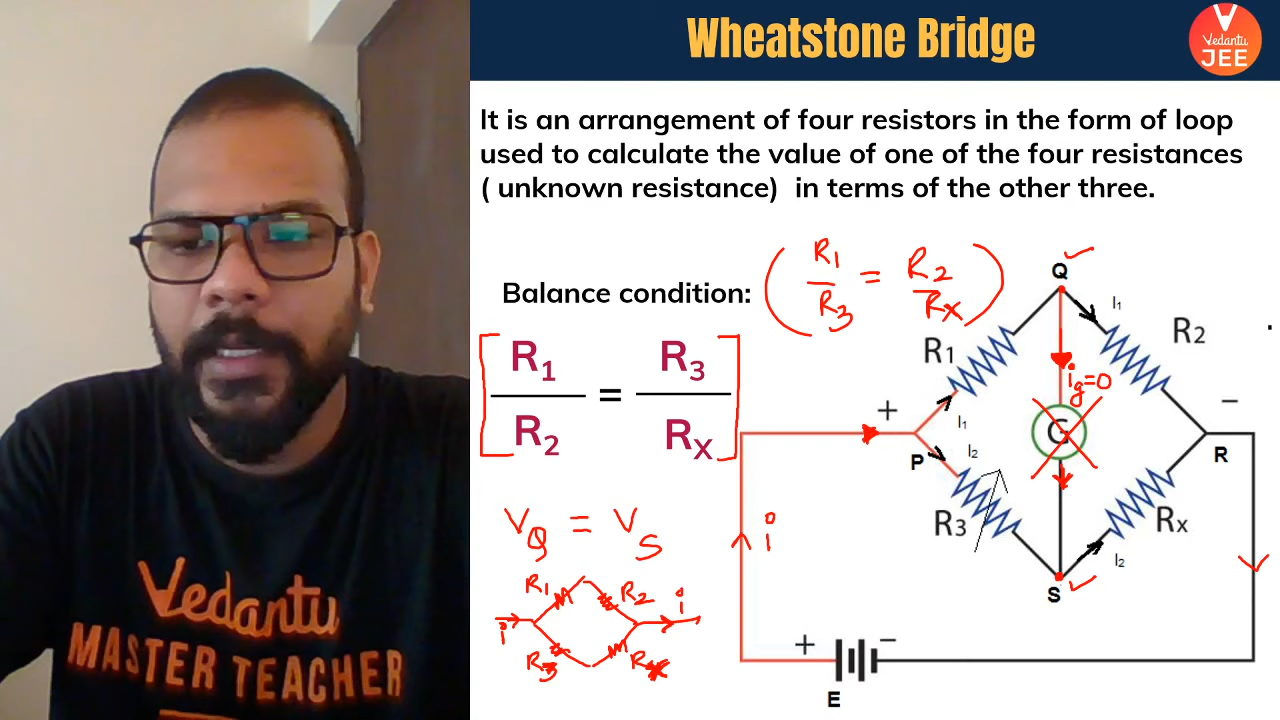 Wheatstone Bridge
Vedantu
JEE
It is an arrangement of four resistors in the form of loop
used to calculate the value of one of the four resistances
( unknown resistance) in terms of the other three.
Balance condition:
R1/R3 = R2/Rx
R1/R2 = R3/RX
Q
I1
R1
R2
ig=0
+
−
I1
G
P
I2
R
R3
Rx
I2
S
i
VQ = VS
R1
R2
i
i
R3
Rx
+
−
E
Vedantu
MASTER TEACHER